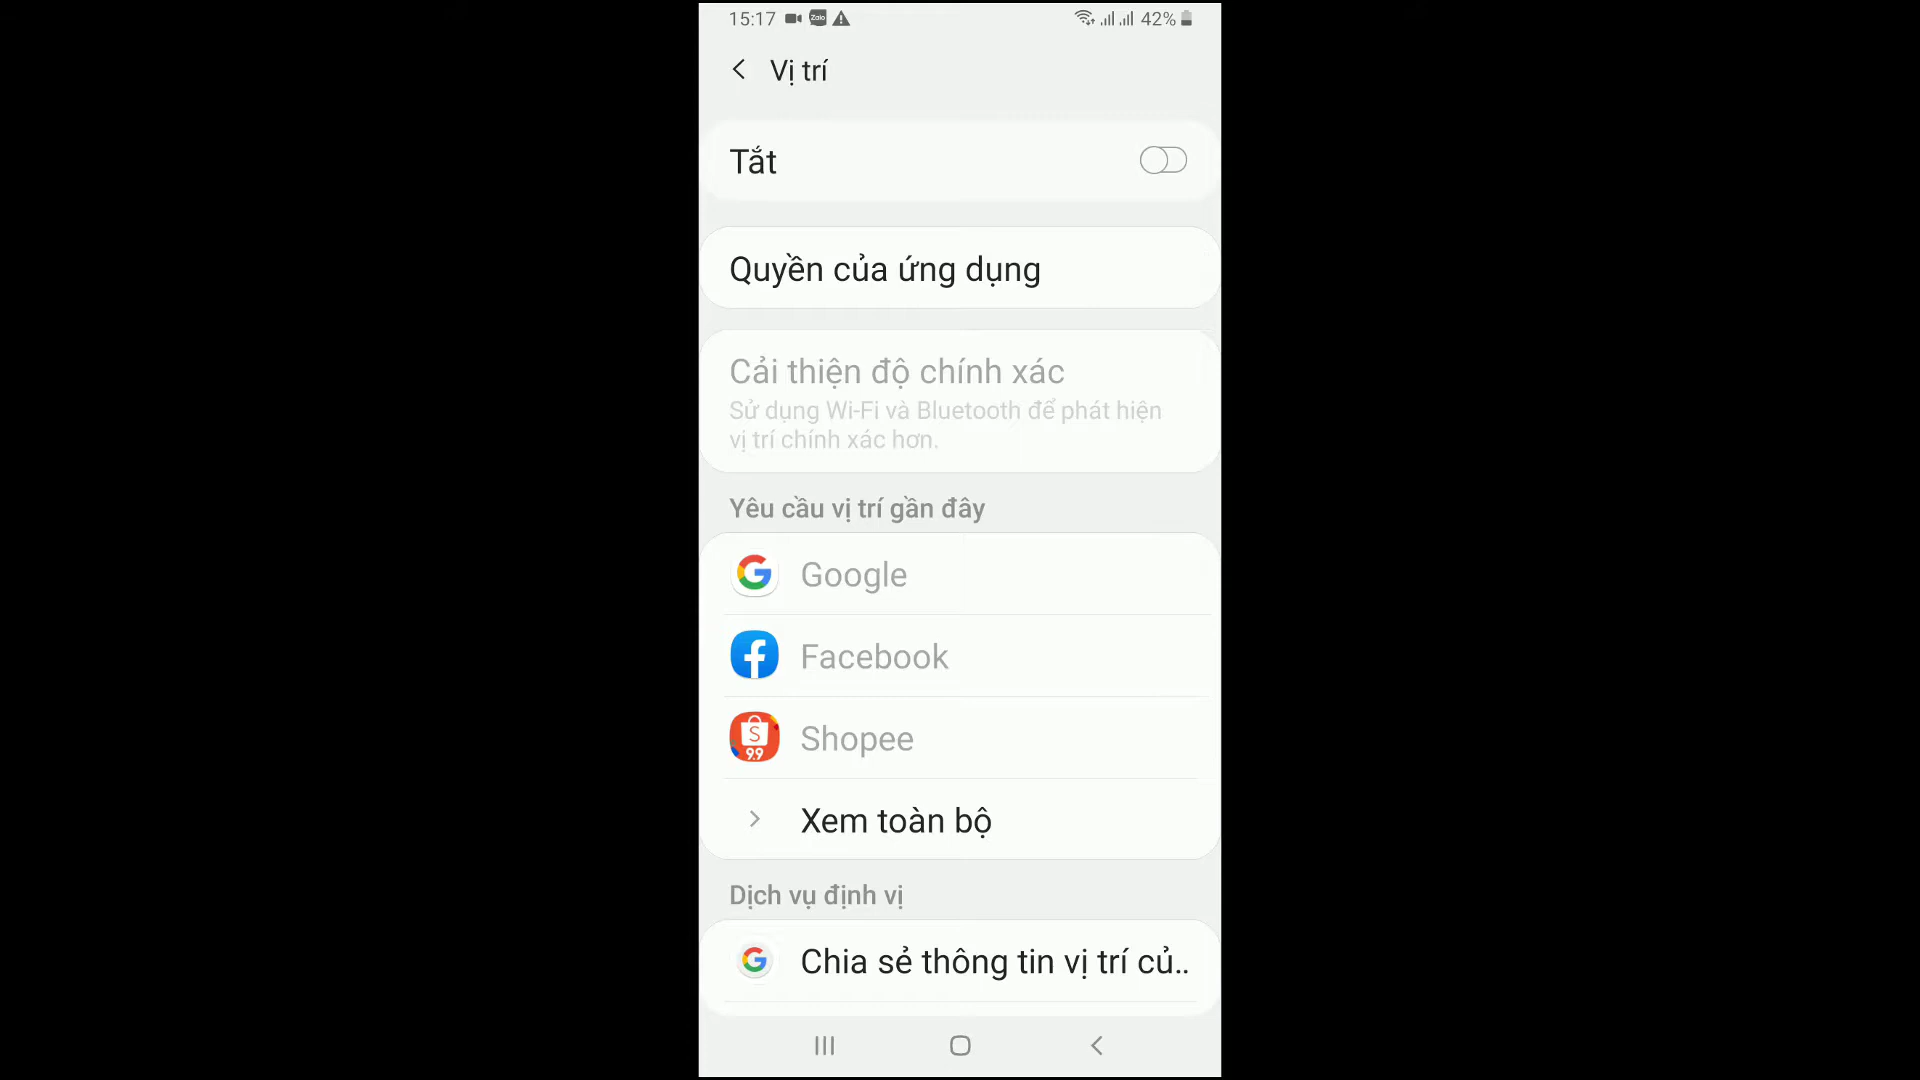 15:17 Zalo 42%
Vị trí
Tắt
Quyền của ứng dụng
Cải thiện độ chính xác
Sử dụng Wi-Fi và Bluetooth để phát hiện
vị trí chính xác hơn.
Yêu cầu vị trí gần đây
Google
Facebook
S
9.9
Shopee
Xem toàn bộ
Dịch vụ định vị
Chia sẻ thông tin vị trí củ..